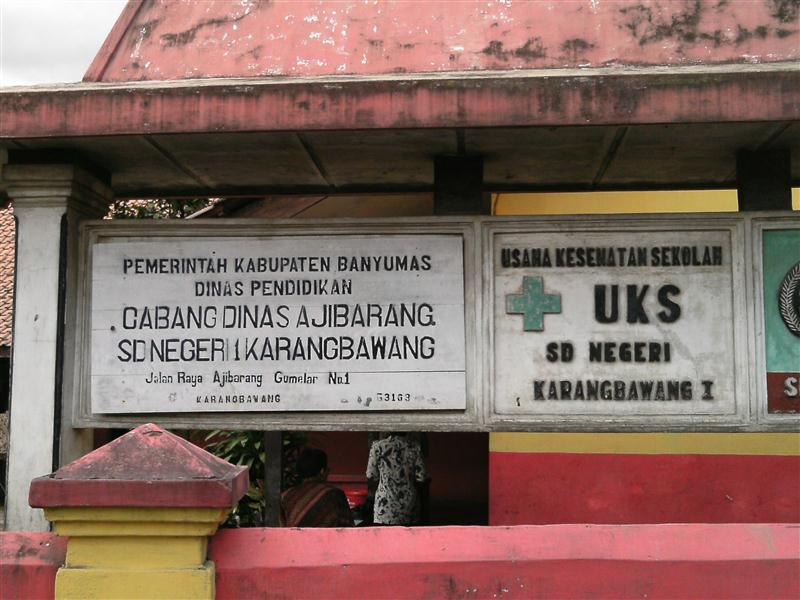 PEMERINTAH KABUPATEN BANYUMAS
DINAS PENDIDIKAN
CABANG DINAS AJIBARANG
SD NEGERI 1 KARANGBAWANG
Jalan Raya Ajibarang Gumelar No.1
KARANGBAWANG 53163
USAHA KESEHATAN SEKOLAH
UKS
SD NEGERI
KARANGBAWANG I